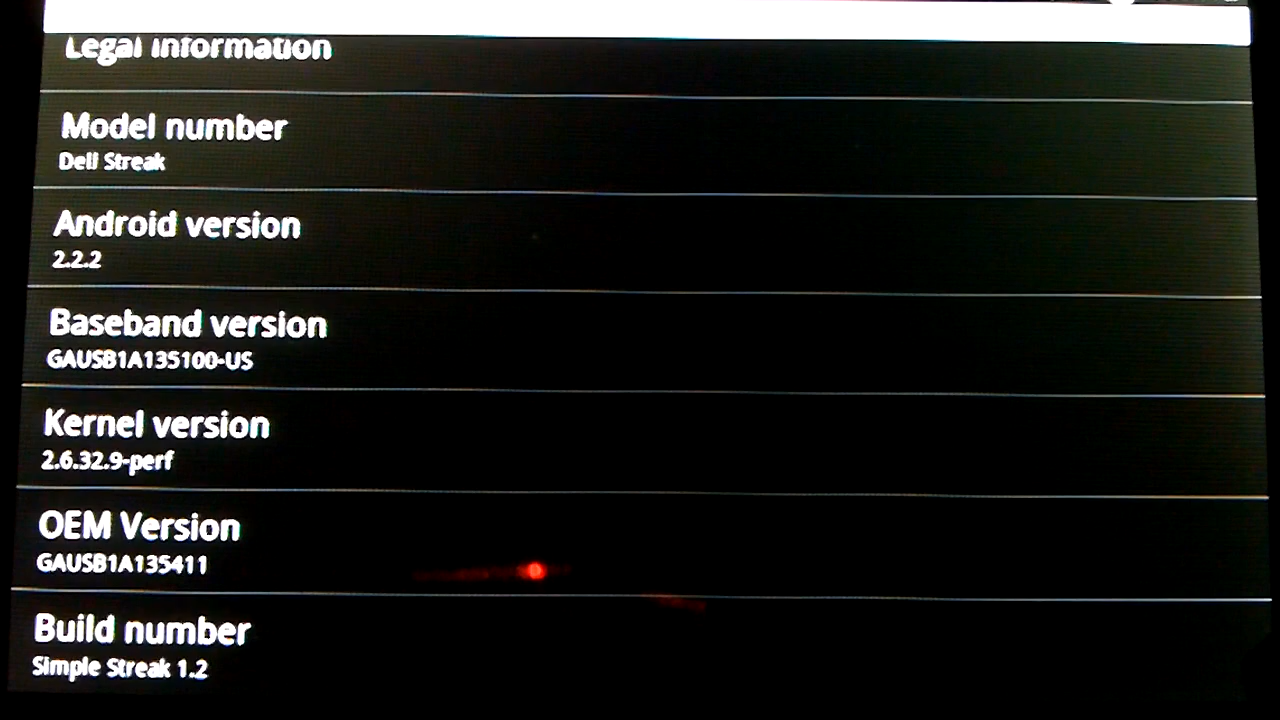 Legal information
Model number
Dell Streak
Android version
2.2.2
Baseband version
GAUSB1A135100-US
Kernel version
2.6.32.9-perf
OEM Version
GAUSB1A135411
Build number
Simple Streak 1.2